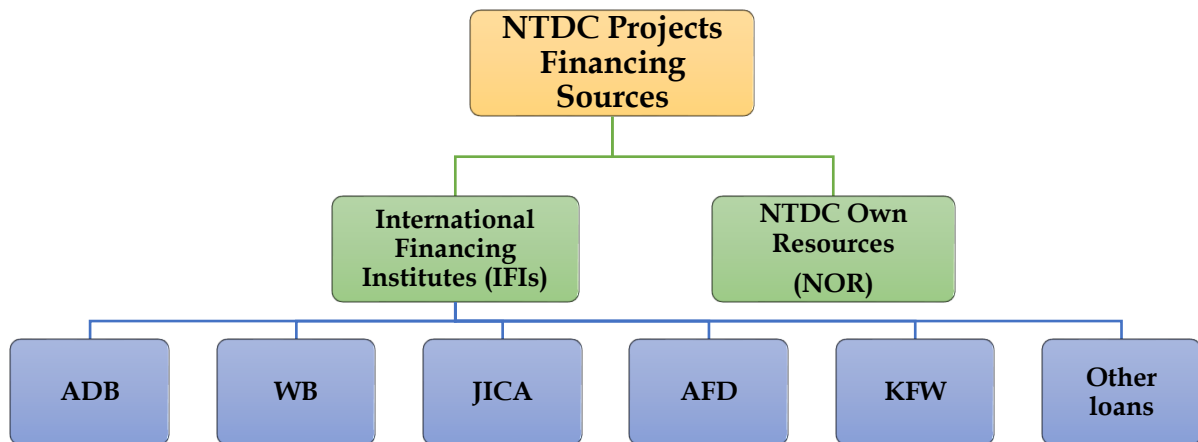 NTDC Projects
Financing
Sources
International
Financing
Institutes (IFIs)
NTDC Own
Resources
(NOR)
ADB
WB
JICA
AFD
KFW
Other
loans